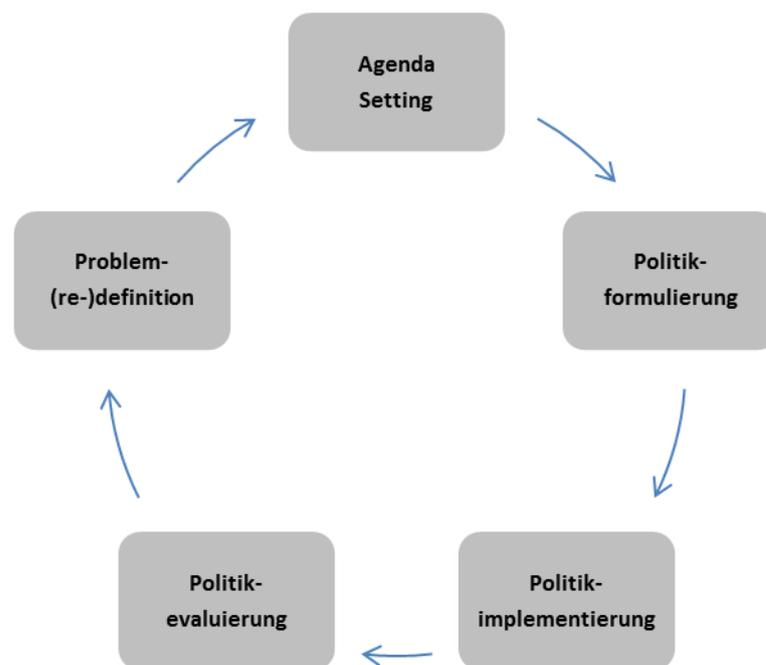 Agenda
Setting
Politik-
formulierung
Politik-
implementierung
Politik-
evaluierung
Problem-
(re-)definition